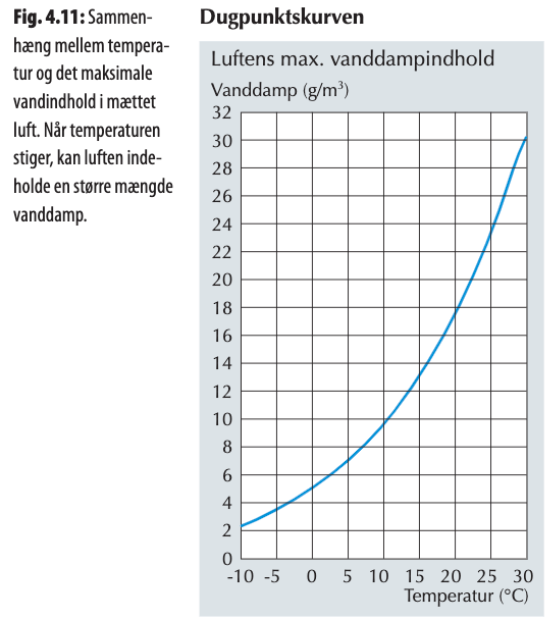 Fig. 4.11: Sammen-
hæng mellem tempera-
tur og det maksimale
vandindhold i mættet
luft. Når temperaturen
stiger, kan luften inde-
holde en større mængde
vanddamp.
Dugpunktskurven
Luftens max. vanddampindhold
Vanddamp (g/m³)
32
30
28
26
24
22
20
18
16
14
12
10
8
6
4
2
0
-10 -5 0 5 10 15 20 25 30
Temperatur (°C)